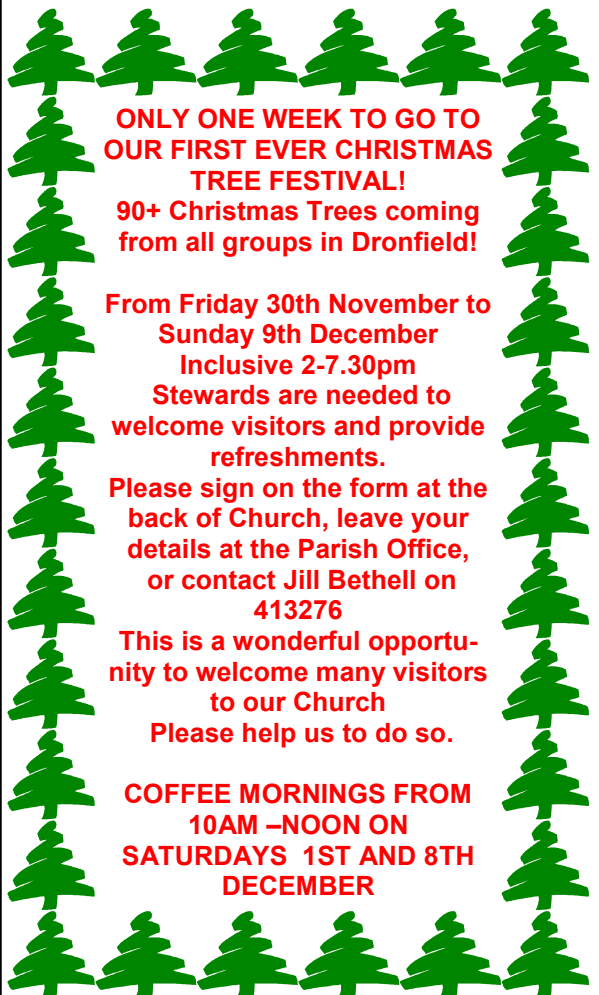 ONLY ONE WEEK TO GO TO
OUR FIRST EVER CHRISTMAS
TREE FESTIVAL!
90+ Christmas Trees coming
from all groups in Dronfield!
From Friday 30th November to
Sunday 9th December
Inclusive 2-7.30pm
Stewards are needed to
welcome visitors and provide
refreshments.
Please sign on the form at the
back of Church, leave your
details at the Parish Office,
or contact Jill Bethell on
413276
This is a wonderful opportu-
nity to welcome many visitors
to our Church
Please help us to do so.
COFFEE MORNINGS FROM
10AM –NOON ON
SATURDAYS  1ST AND 8TH
DECEMBER